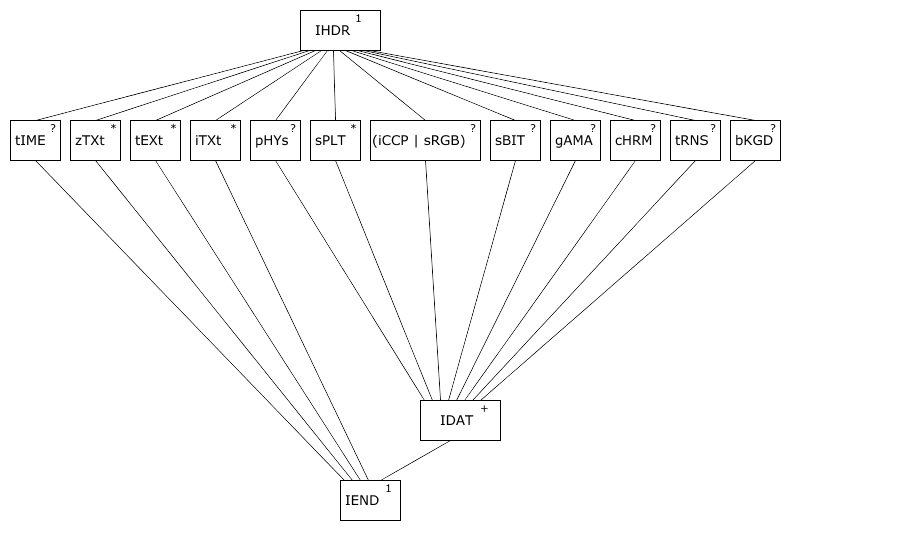 IHDR 1
tIME ? zTXt * tEXt * iTXt * pHYs ? sPLT * (iCCP | sRGB) ? sBIT ? gAMA ? cHRM ? tRNS ? bKGD ?
IDAT +
IEND 1